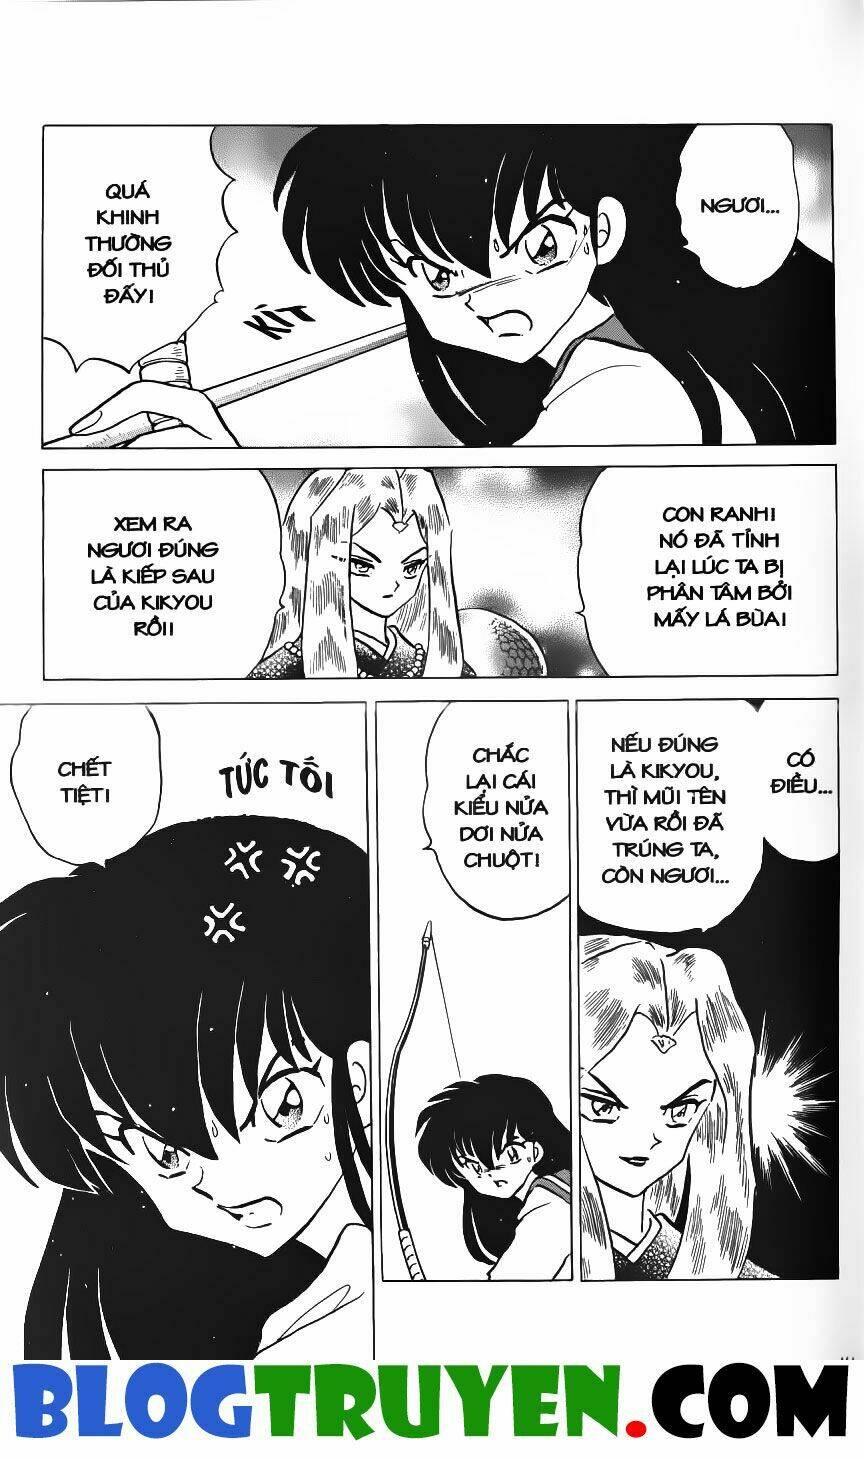 NGƯƠI...
QUÁ
KHINH
THƯỜNG
ĐỐI THỦ
ĐẤY!
KÍT
CON RANH!
NÓ ĐÃ TỈNH
LẠI LÚC TA BỊ
PHÂN TÂM BỞI
MẤY LÁ BÙA!
XEM RA
NGƯƠI ĐÚNG
LÀ KIẾP SAU
CỦA KIKYOU
RỒI!
CÓ
ĐIỀU...
NẾU ĐÚNG
LÀ KIKYOU,
THÌ MŨI TÊN
VỪA RỒI ĐÃ
TRÚNG TA,
CÒN NGƯƠI...
CHẮC
LẠI CÁI
KIỂU NỬA
DƠI NỬA
CHUỘT!
TỨC TỐI
CHẾT
TIỆT!
BLOGTRUYEN.COM